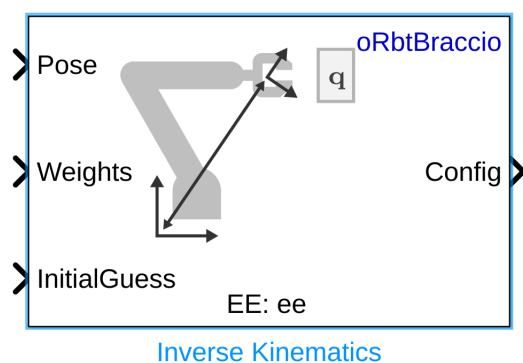 oRbtBraccio
Pose
q
Weights
Config
InitialGuess
EE: ee
Inverse Kinematics